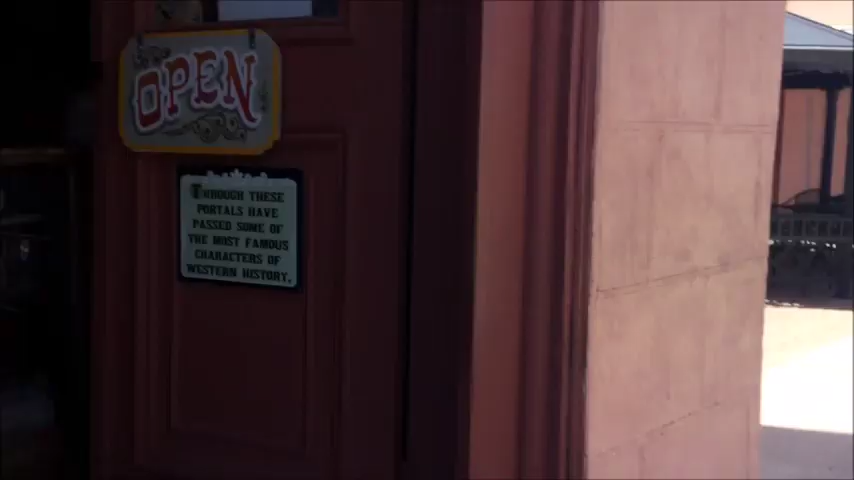 OPEN
THROUGH THESE
PORTALS HAVE
PASSED SOME OF
THE MOST FAMOUS
CHARACTERS OF
WESTERN HISTORY.